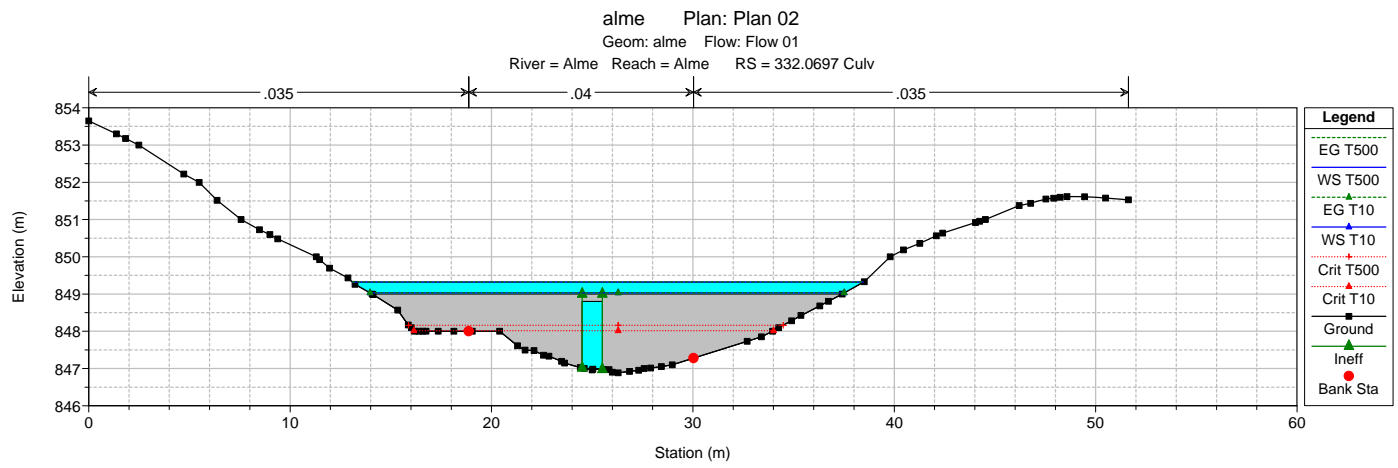 alme Plan: Plan 02
Geom: alme Flow: Flow 01
River = Alme Reach = Alme RS = 332.0697 Culv
.035 .04 .035
854
853
852
851
850
849
848
847
846
Elevation (m)
0 10 20 30 40 50 60
Station (m)
Legend
EG T500
WS T500
EG T10
WS T10
Crit T500
Crit T10
Ground
Ineff
Bank Sta